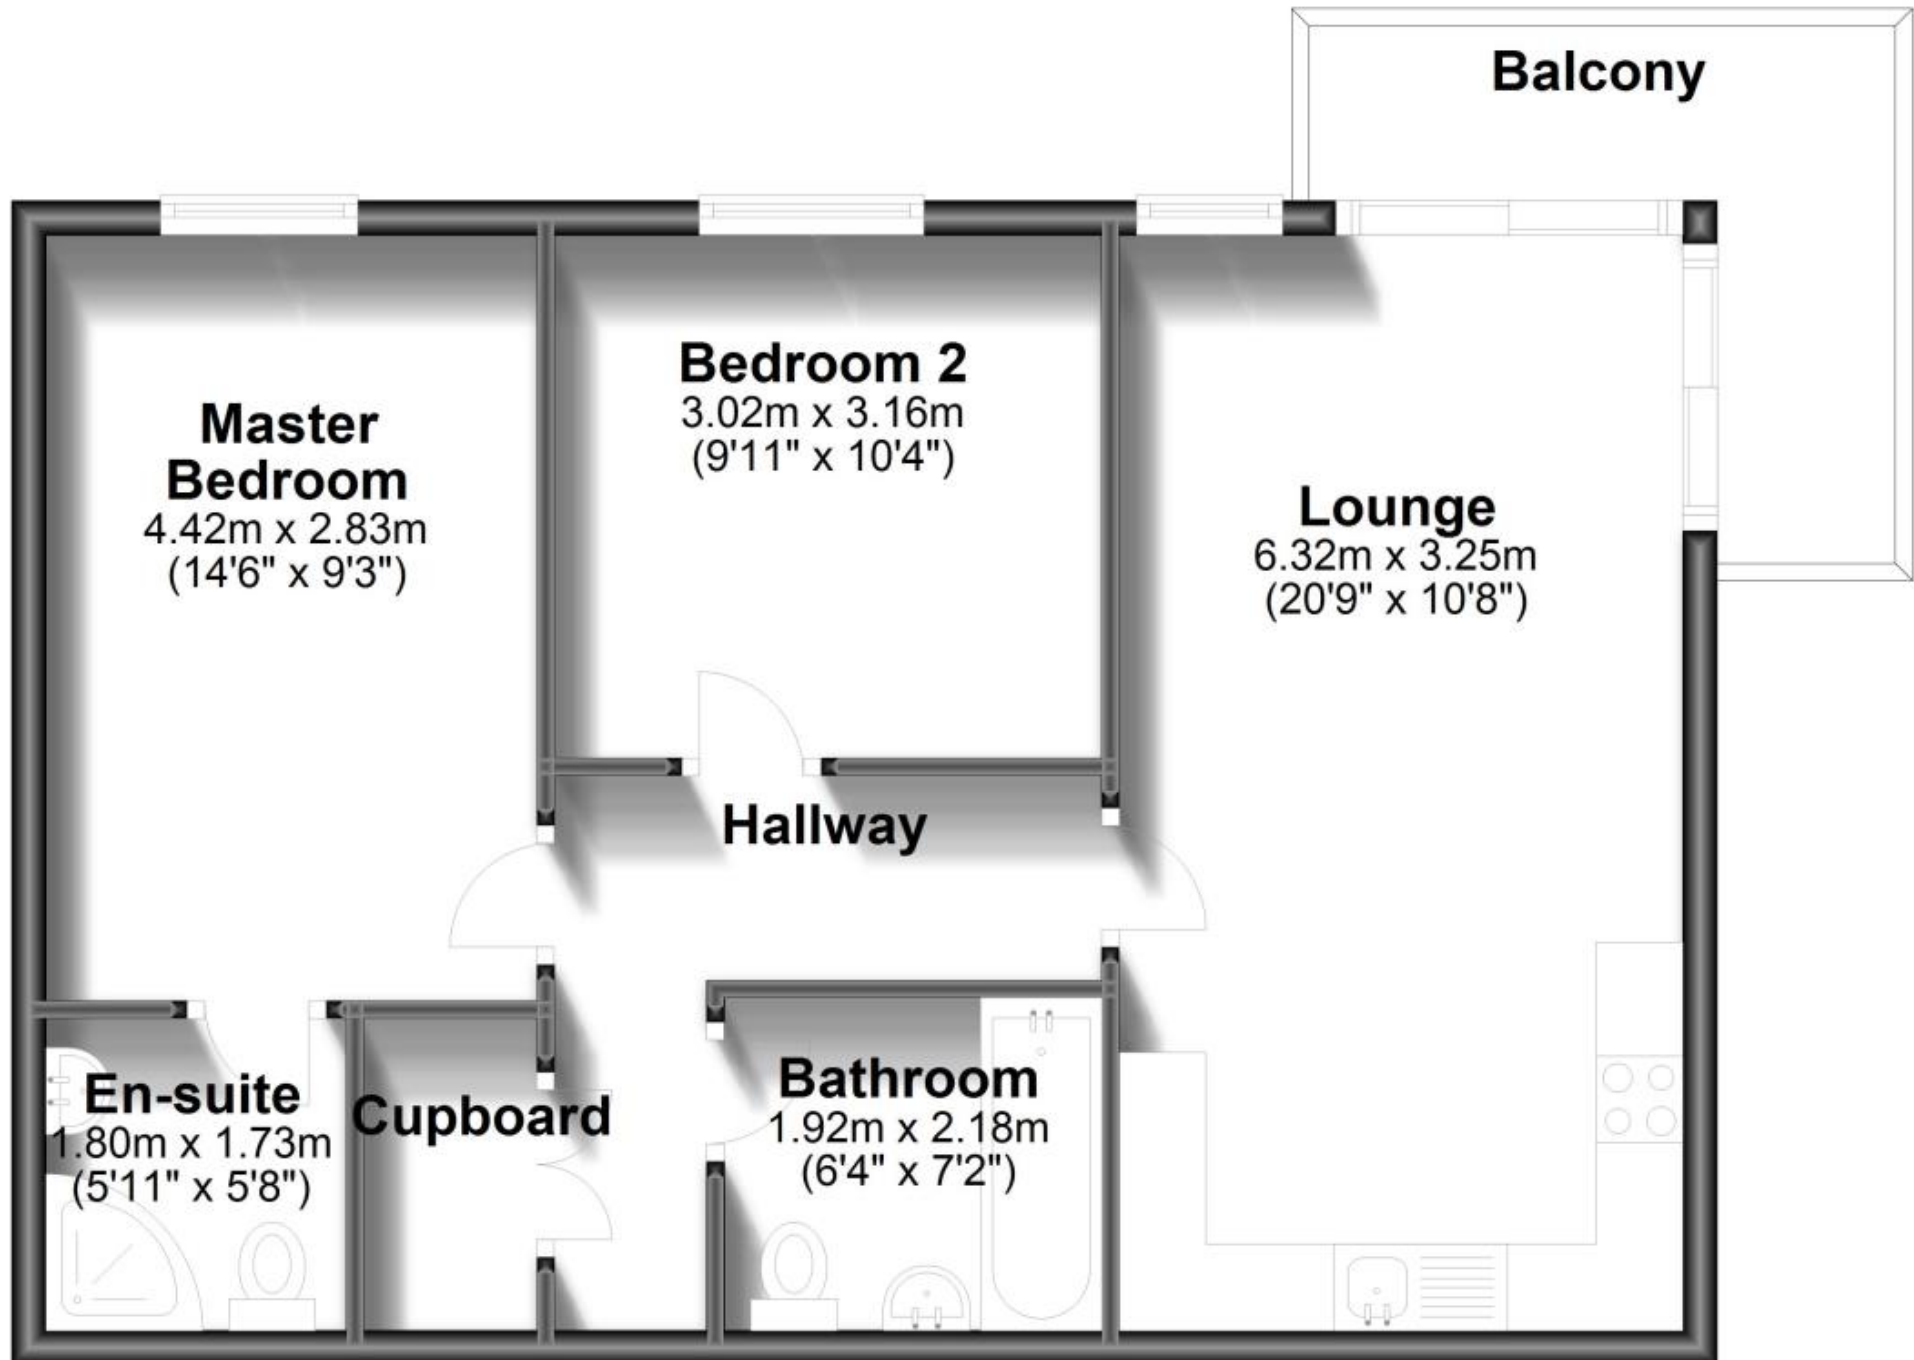 Balcony
Bedroom 2
3.02m x 3.16m
(9'11" x 10'4")
Master
Bedroom
4.42m x 2.83m
(14'6" x 9'3")
Lounge
6.32m x 3.25m
(20'9" x 10'8")
Hallway
En-suite
1.80m x 1.73m
(5'11" x 5'8")
Cupboard
Bathroom
1.92m x 2.18m
(6'4" x 7'2")